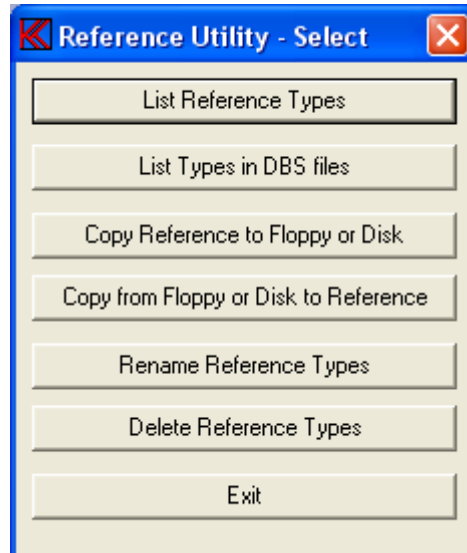 Reference Utility - Select
List Reference Types
List Types in DBS files
Copy Reference to Floppy or Disk
Copy from Floppy or Disk to Reference
Rename Reference Types
Delete Reference Types
Exit